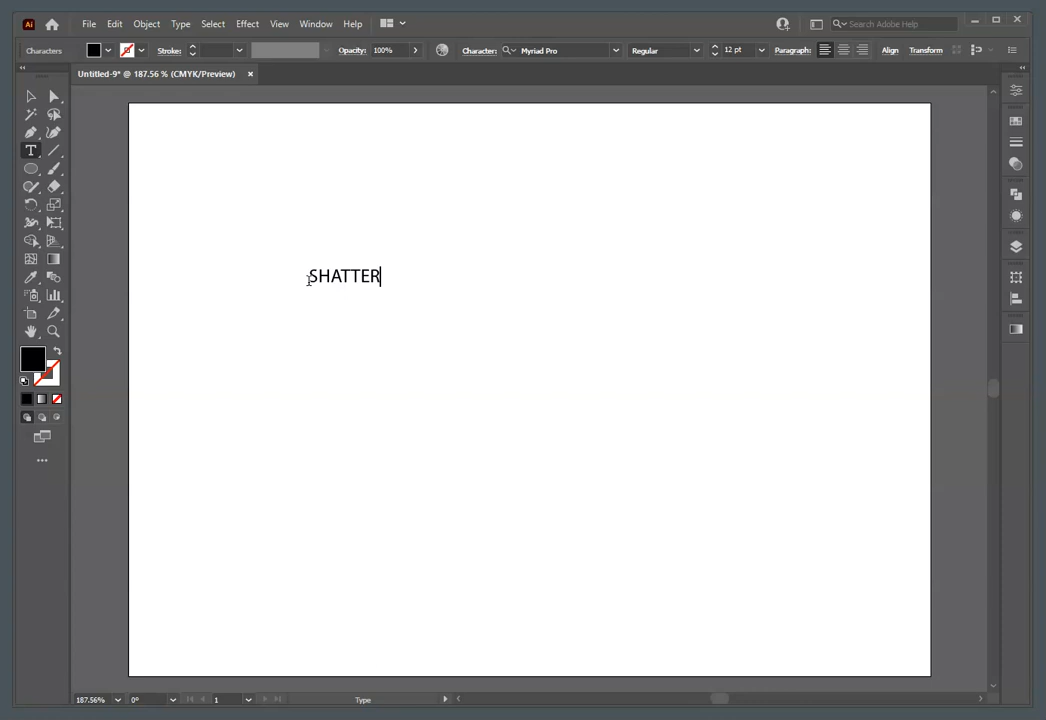 Ai File Edit Object Type Select Effect View Window Help Search Adobe Help
Characters Stroke: Opacity: 100% Character: Myriad Pro Regular 12 pt Paragraph: Align Transform
Untitled-9* @ 187.56 % (CMYK/Preview)
SHATTER
187.56% 0° 1 Type